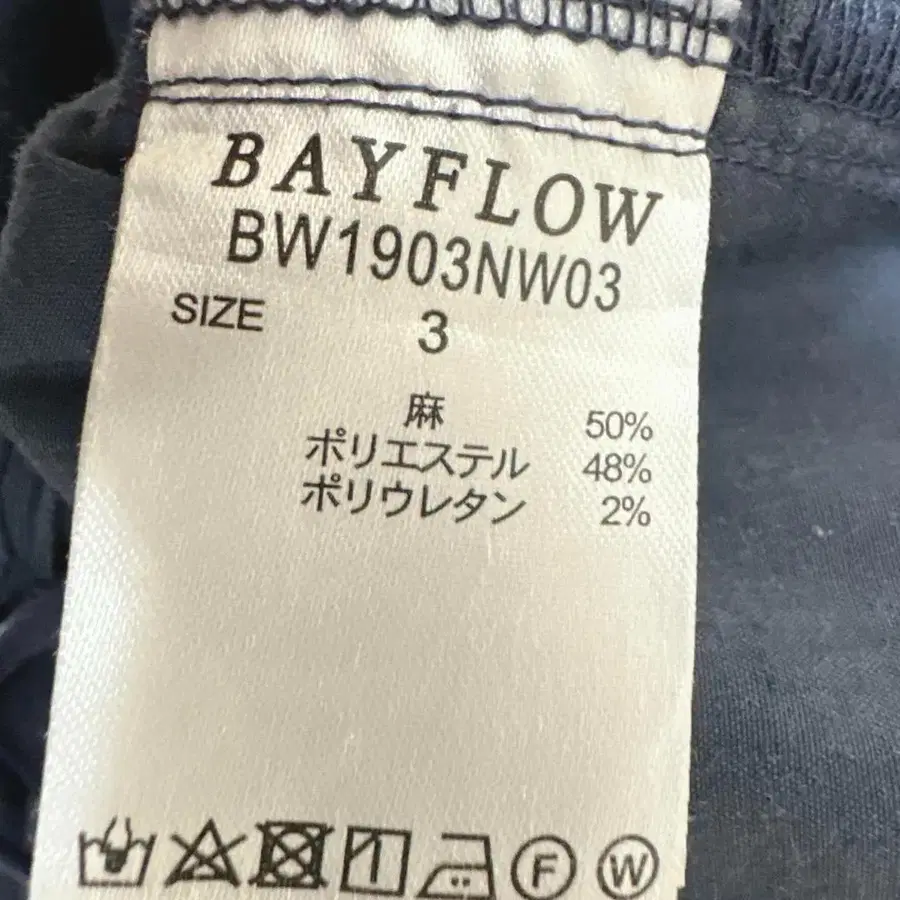 BAYFLOW
BW1903NW03
SIZE 3
麻 50%
ポリエステル 48%
ポリウレタン 2%
F W